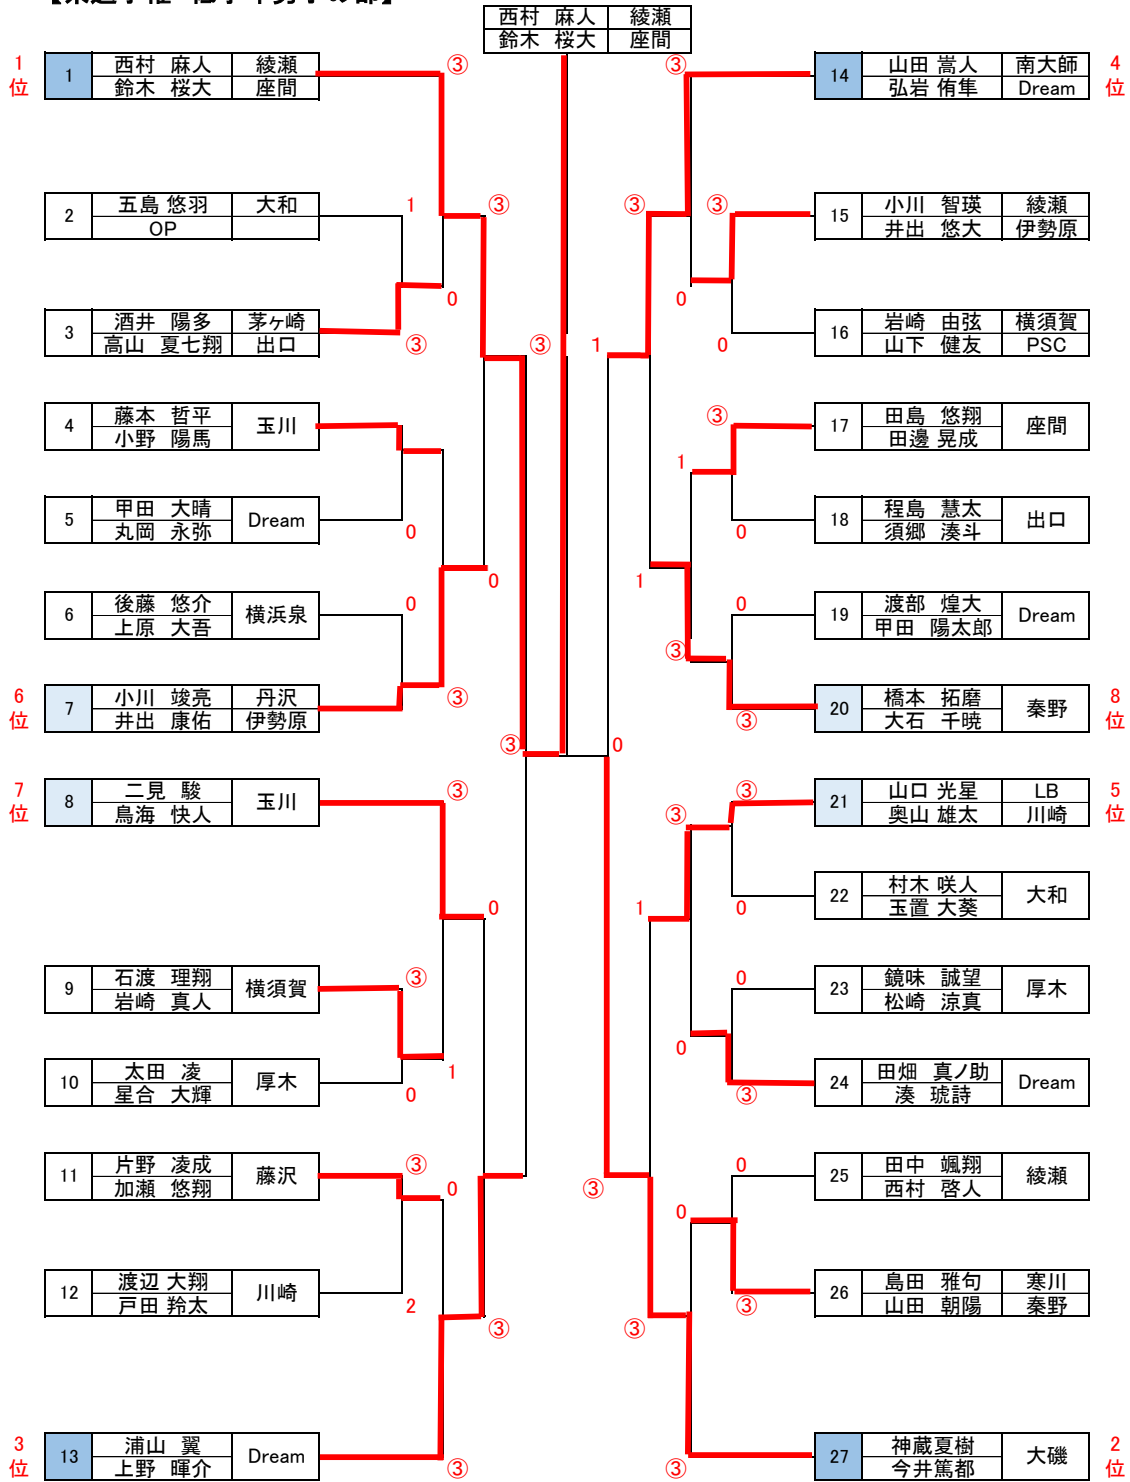 西村 麻人 綾瀬
鈴木 桜大 座間
1位
1 西村 麻人 綾瀬
鈴木 桜大 座間
③
2 五島 悠羽 大和
OP
1
③
0
3 酒井 陽多 茅ヶ崎
高山 夏七翔 出口
③
③
4 藤本 哲平 玉川
小野 陽馬
5 甲田 大晴 Dream
丸岡 永弥
0
0
6 後藤 悠介 横浜泉
上原 大吾
0
6位
7 小川 竣亮 丹沢
井出 康佑 伊勢原
③
③
7位
8 二見 駿 玉川
鳥海 快人
③
0
9 石渡 理翔 横須賀
岩崎 真人
③
1
10 太田 凌 厚木
星合 大輝
0
11 片野 凌成 藤沢
加瀬 悠翔
③
0
12 渡辺 大翔 川崎
戸田 羚太
2
③
3位
13 浦山 翼 Dream
上野 暉介
③
③
14 山田 嵩人 南大師
弘岩 侑隼 Dream
4位
③
15 小川 智瑛 綾瀬
井出 悠大 伊勢原
0
16 岩崎 由弦 横須賀
山下 健友 PSC
0
1
③
17 田島 悠翔 座間
田邊 晃成
1
18 程島 慧太 出口
須郷 湊斗
0
1
0
19 渡部 煌大 Dream
甲田 陽太郎
③
20 橋本 拓磨 秦野
大石 千暁
8位
③
0
③
21 山口 光星 LB
奥山 雄太 川崎
5位
③
22 村木 咲人 大和
玉置 大葵
0
1
0
23 鏡味 誠望 厚木
松崎 涼真
0
24 田畑 真ノ助 Dream
湊 琥詩
③
0
25 田中 颯翔 綾瀬
西村 啓人
③
0
26 島田 雅句 寒川
山田 朝陽 秦野
③
③
27 神蔵夏樹 大磯
今井篤都
2位
③